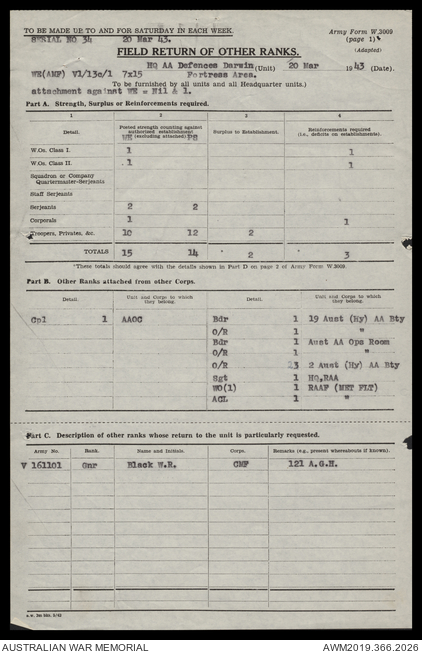 TO BE MADE UP TO AND FOR SATURDAY IN EACH WEEK.
Army Form W.3009
SERIAL NO 34 20 Mar 43.
(page 1)
FIELD RETURN OF OTHER RANKS.
(Adapted)
HQ AA Defences Darwin (Unit) 20 Mar 1943 (Date).
WE(AMF) V1/13c/1 7x15 Fortress Area.
To be furnished by all units and all Headquarter units.)
attachment against WE = Nil & 1.
Part A. Strength, Surplus or Reinforcements required.
1 2 3 4
Detail. Posted strength counting against authorized establishment (excluding attached) Surplus to Establishment. Reinforcements required (i.e., deficits on establishments).
WE PS
W.Os. Class I. 1 1
W.Os. Class II. 1 1
Squadron or Company Quartermaster-Serjeants
Staff Serjeants
Serjeants 2 2
Corporals 1 1
Troopers, Privates, &c. 10 12 2
TOTALS 15 14 2 3
*These totals should agree with the details shown in Part D on page 2 of Army Form W.3009.
Part B. Other Ranks attached from other Corps.
Detail. Unit and Corps to which they belong. Detail. Unit and Corps to which they belong.
Cpl 1 AAOC Bdr 1 19 Aust (Hy) AA Bty
O/R 1 "
Bdr 1 Aust AA Ops Room
O/R 1 "
O/R 3 2 Aust (Hy) AA Bty
Sgt 1 HQ,RAA
WO(1) 1 RAAF (MET FLT)
ACL 1 "
Part C. Description of other ranks whose return to the unit is particularly requested.
Army No. Rank. Name and Initials. Corps. Remarks (e.g., present whereabouts if known).
V 161101 Gnr Black W.R. CMF 121 A.G.H.
AUSTRALIAN WAR MEMORIAL AWM2019.366.2026